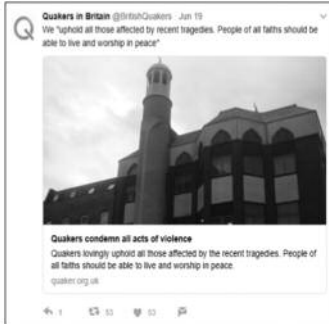 Quakers in Britain @BritishQuakers · Jun 19
We "uphold all those affected by recent tragedies. People of all faiths should be
able to live and worship in peace"
Quakers condemn all acts of violence
Quakers lovingly uphold all those affected by the recent tragedies. People of
all faiths should be able to live and worship in peace.
quaker.org.uk
1 53 53